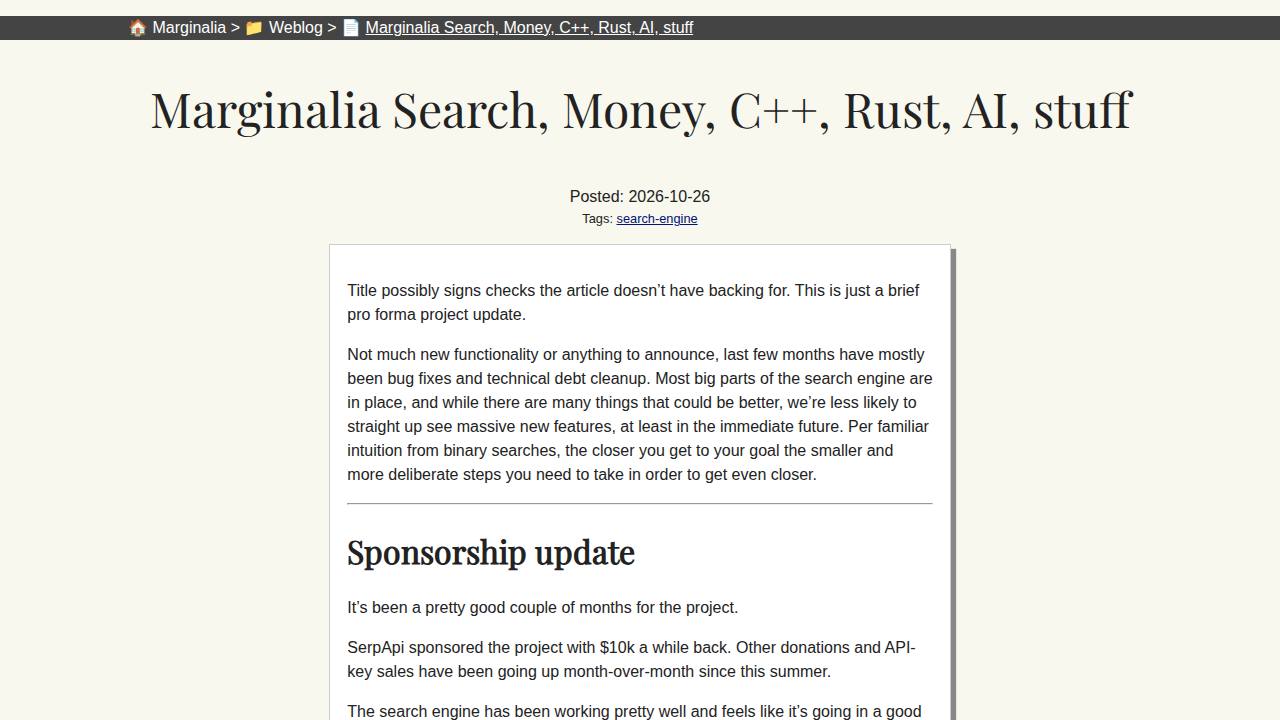 Marginalia > Weblog > Marginalia Search, Money, C++, Rust, AI, stuff
Marginalia Search, Money, C++, Rust, AI, stuff
Posted: 2026-10-26
Tags: search-engine
Title possibly signs checks the article doesn’t have backing for. This is just a brief
pro forma project update.
Not much new functionality or anything to announce, last few months have mostly
been bug fixes and technical debt cleanup. Most big parts of the search engine are
in place, and while there are many things that could be better, we’re less likely to
straight up see massive new features, at least in the immediate future. Per familiar
intuition from binary searches, the closer you get to your goal the smaller and
more deliberate steps you need to take in order to get even closer.
Sponsorship update
It’s been a pretty good couple of months for the project.
SerpApi sponsored the project with $10k a while back. Other donations and API-
key sales have been going up month-over-month since this summer.
The search engine has been working pretty well and feels like it’s going in a good